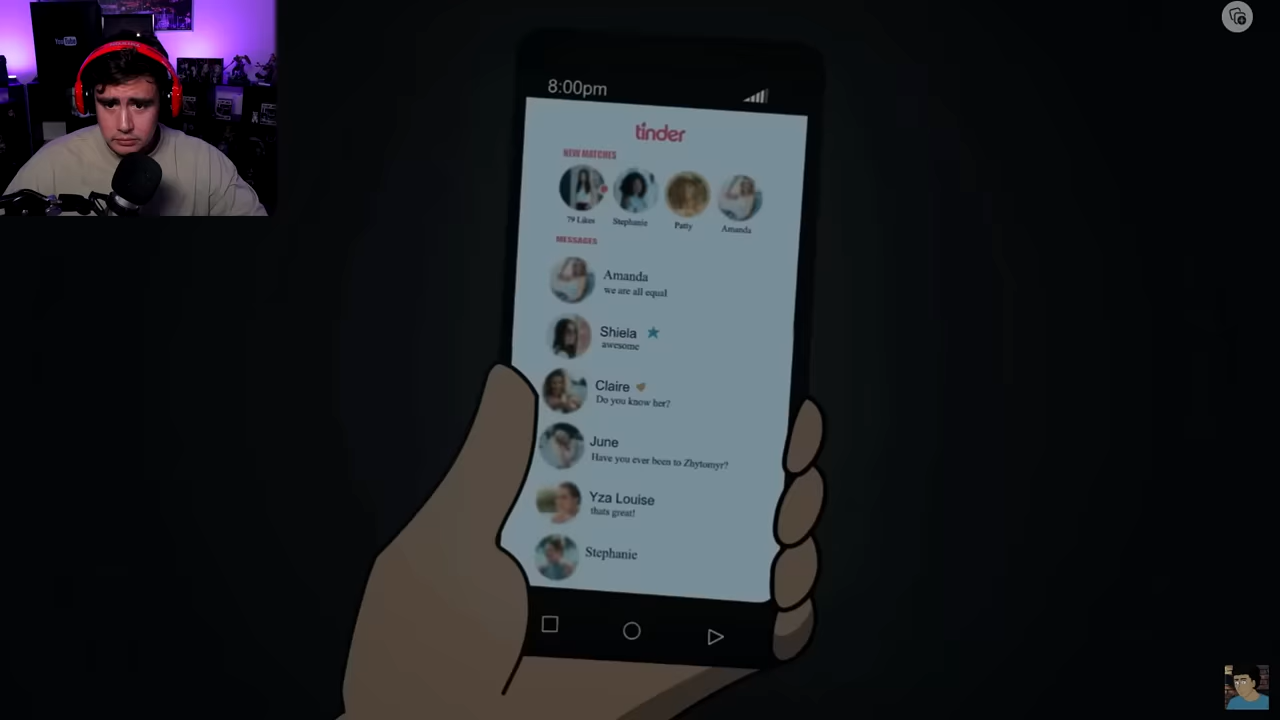 YouTube
8:00pm
tinder
NEW MATCHES
79 Likes
Stephanie
Patty
Amanda
MESSAGES
Amanda
we are all equal
Shiela
awesome
Claire
Do you know her?
June
Have you ever been to Zhytomyr?
Yza Louise
thats great!
Stephanie